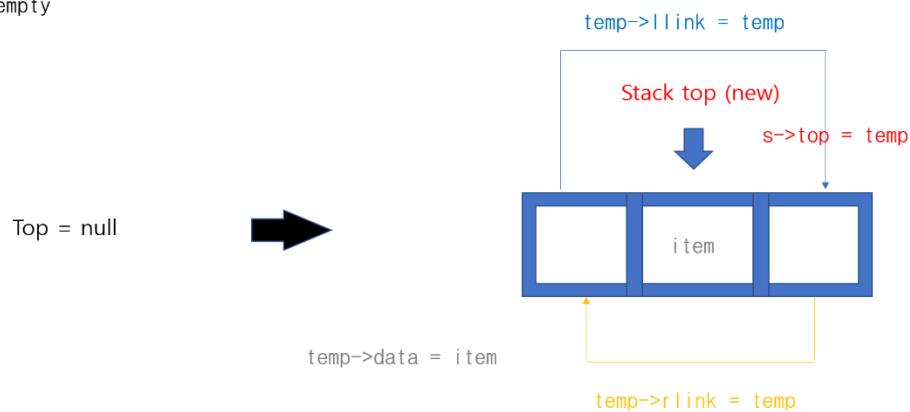 empty
temp->llink = temp
Stack top (new)
s->top = temp
Top = null
item
temp->data = item
temp->rlink = temp